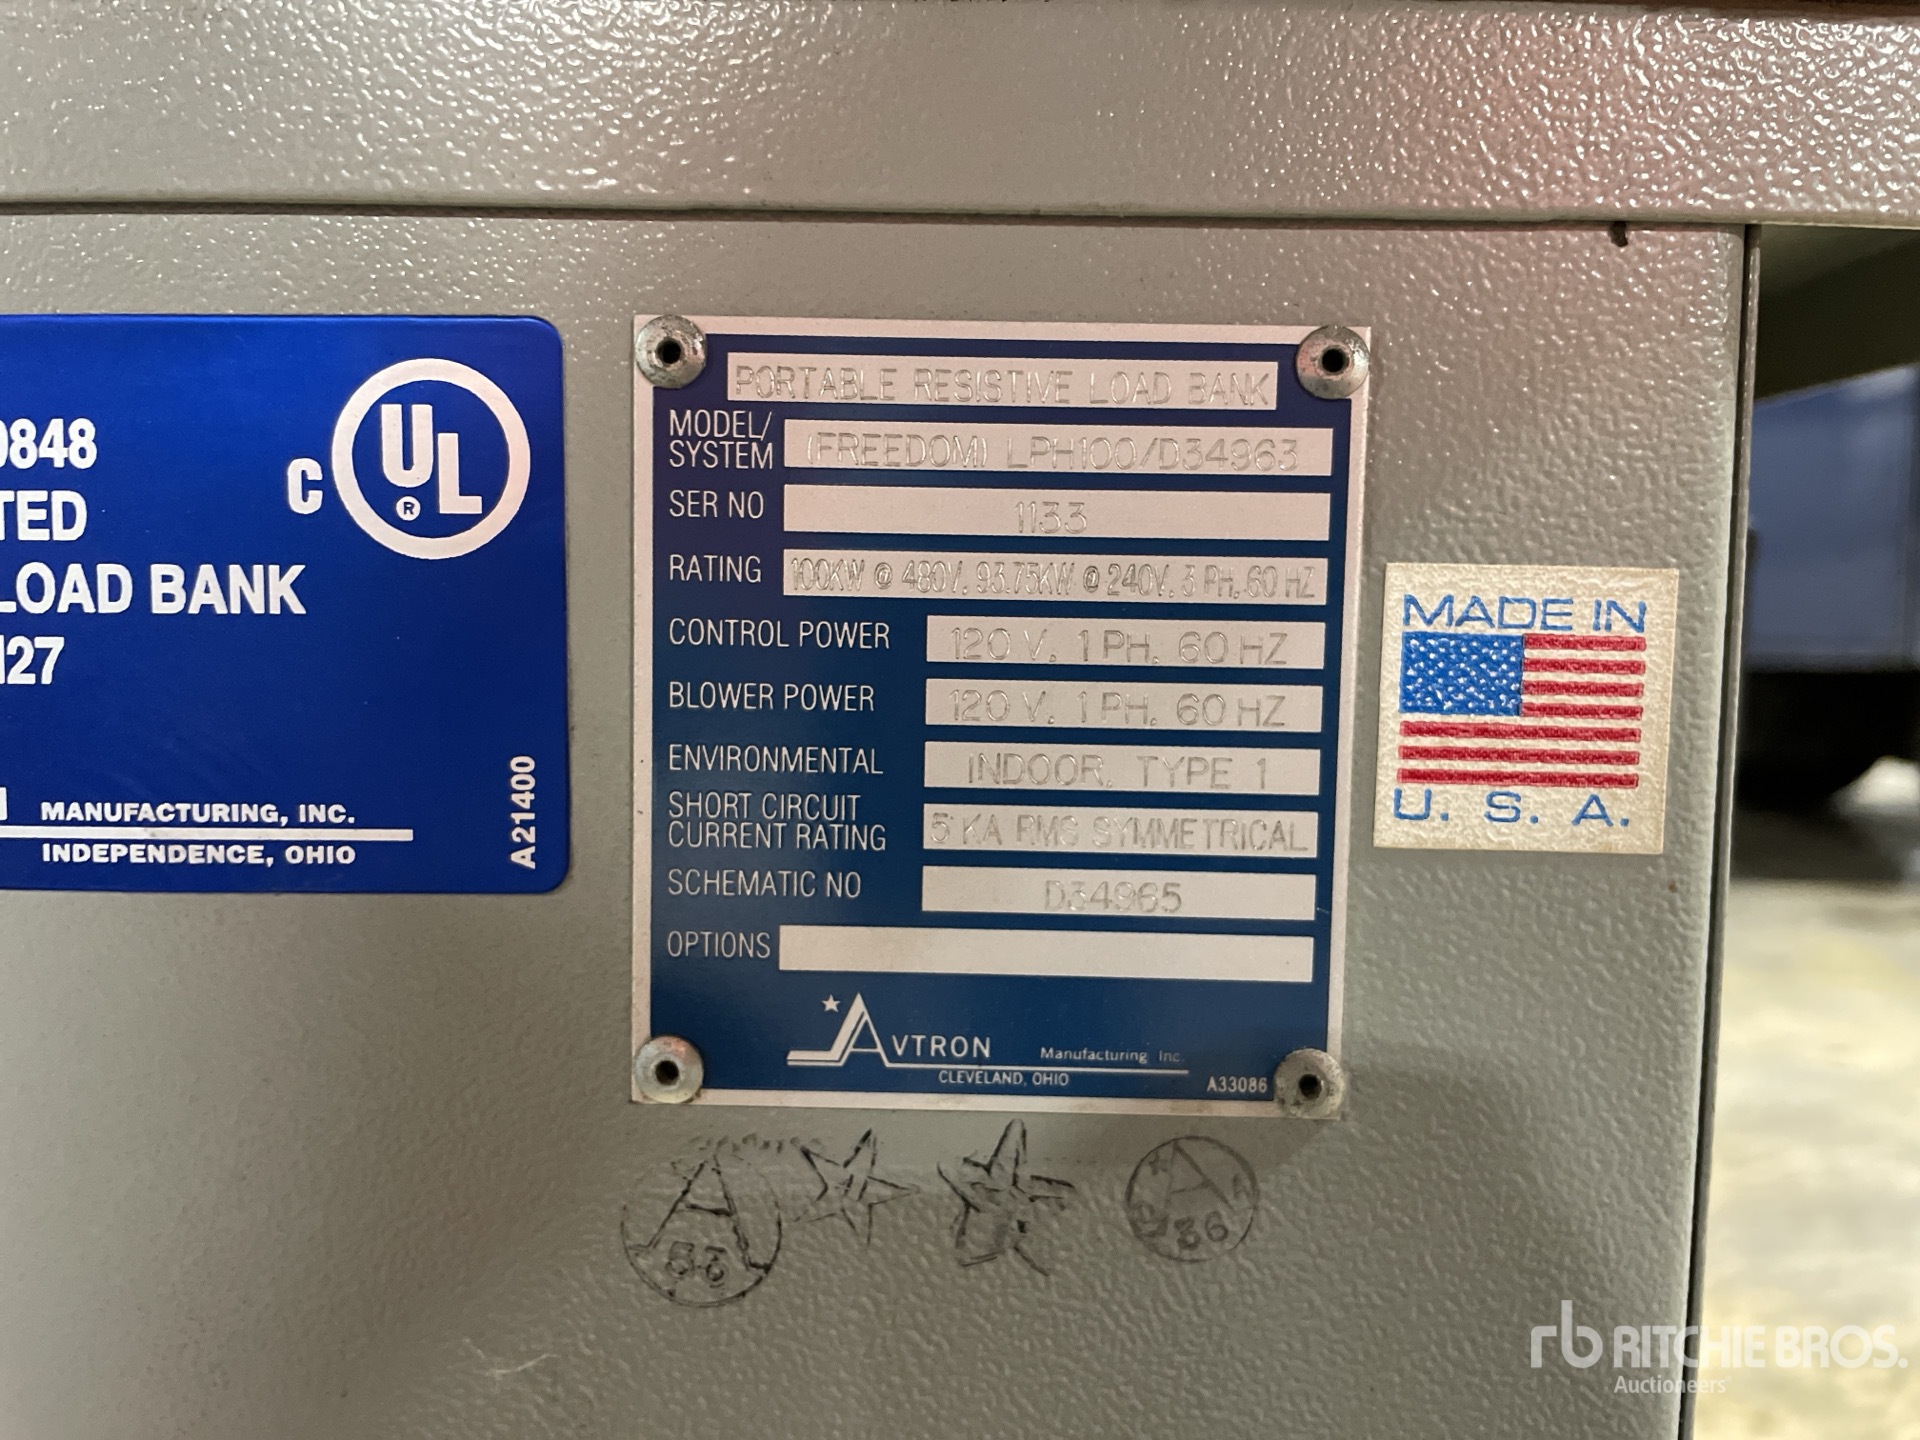 0848
C UL ®
TED
LOAD BANK
127
MANUFACTURING, INC.
INDEPENDENCE, OHIO
A21400
PORTABLE RESISTIVE LOAD BANK
MODEL/
SYSTEM (FREEDOM) LPH100/D34963
SER NO 1133
RATING 100KW @ 480V, 93.75KW @ 240V, 3 PH, 60 HZ
CONTROL POWER 120 V, 1 PH, 60 HZ
BLOWER POWER 120 V, 1 PH, 60 HZ
ENVIRONMENTAL INDOOR, TYPE 1
SHORT CIRCUIT
CURRENT RATING 5 KA RMS SYMMETRICAL
SCHEMATIC NO D34965
OPTIONS
AVTRON Manufacturing Inc.
CLEVELAND, OHIO
A33086
MADE IN
U. S. A.
A
A
136
rb RITCHIE BROS.
Auctioneers